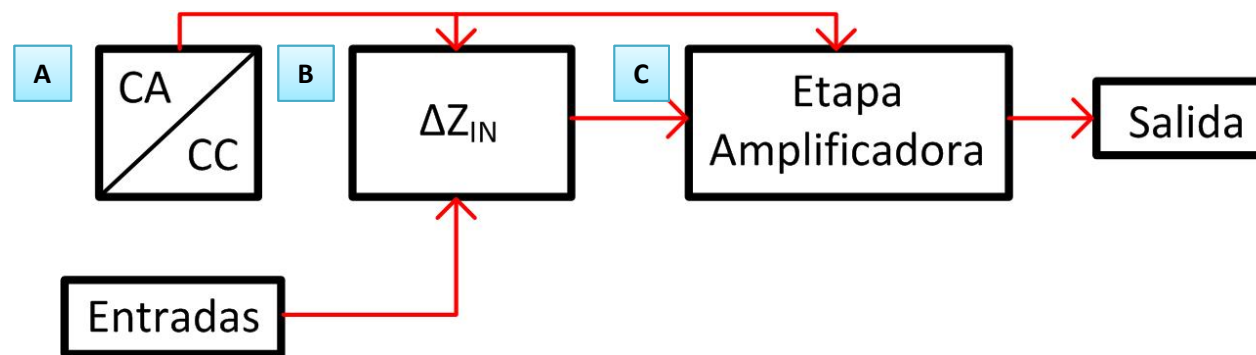 A
CA
CC
B
ΔZIN
C
Etapa
Amplificadora
Salida
Entradas